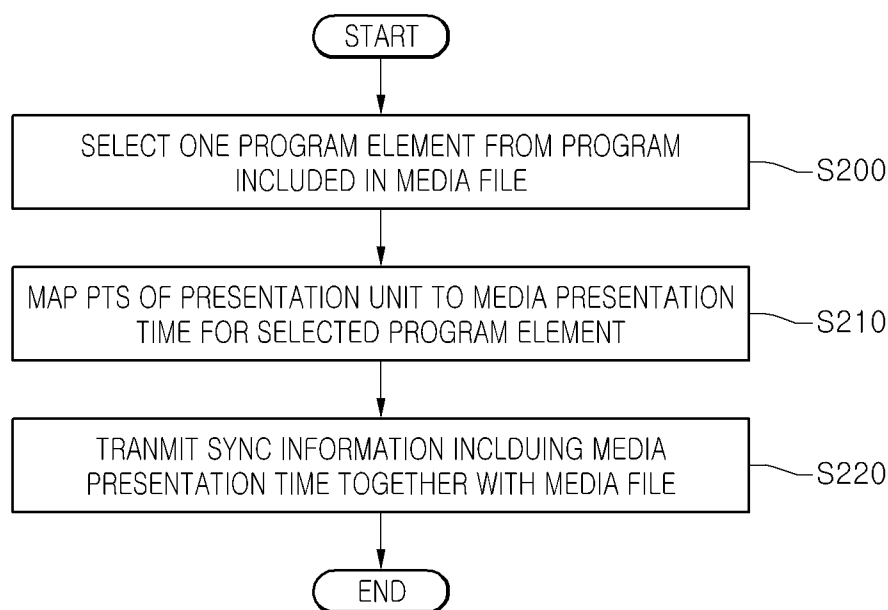 START
SELECT ONE PROGRAM ELEMENT FROM PROGRAM
INCLUDED IN MEDIA FILE
S200
MAP PTS OF PRESENTATION UNIT TO MEDIA PRESENTATION
TIME FOR SELECTED PROGRAM ELEMENT
S210
TRANMIT SYNC INFORMATION INCLDUING MEDIA
PRESENTATION TIME TOGETHER WITH MEDIA FILE
S220
END